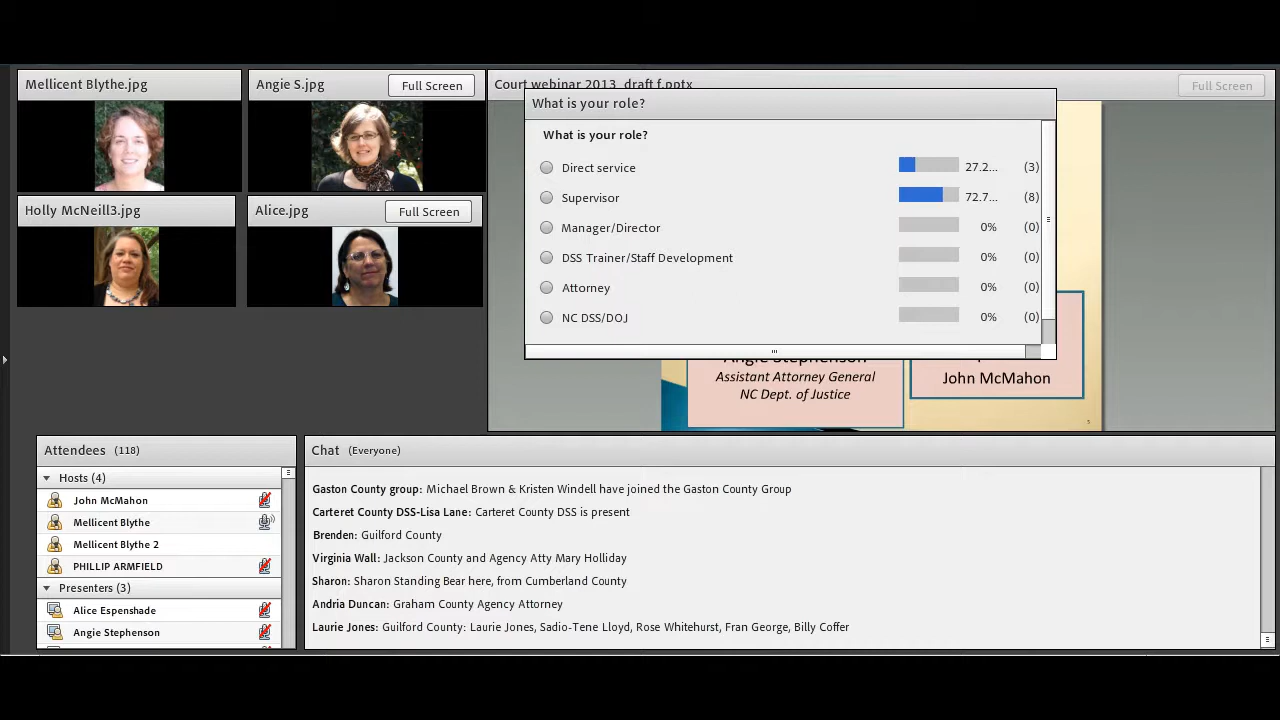 Mellicent Blythe.jpg
Angie S.jpg
Full Screen
Holly McNeill3.jpg
Alice.jpg
Full Screen
Court webinar 2013_draft f.pptx
Full Screen
What is your role?
What is your role?
Direct service 27.2... (3)
Supervisor 72.7... (8)
Manager/Director 0% (0)
DSS Trainer/Staff Development 0% (0)
Attorney 0% (0)
NC DSS/DOJ 0% (0)
Angie Stephenson
Assistant Attorney General
NC Dept. of Justice
John McMahon
Attendees (118)
Hosts (4)
John McMahon
Mellicent Blythe
Mellicent Blythe 2
PHILLIP ARMFIELD
Presenters (3)
Alice Espenshade
Angie Stephenson
Chat (Everyone)
Gaston County group: Michael Brown & Kristen Windell have joined the Gaston County Group
Carteret County DSS-Lisa Lane: Carteret County DSS is present
Brenden: Guilford County
Virginia Wall: Jackson County and Agency Atty Mary Holliday
Sharon: Sharon Standing Bear here, from Cumberland County
Andria Duncan: Graham County Agency Attorney
Laurie Jones: Guilford County: Laurie Jones, Sadio-Tene Lloyd, Rose Whitehurst, Fran George, Billy Coffer